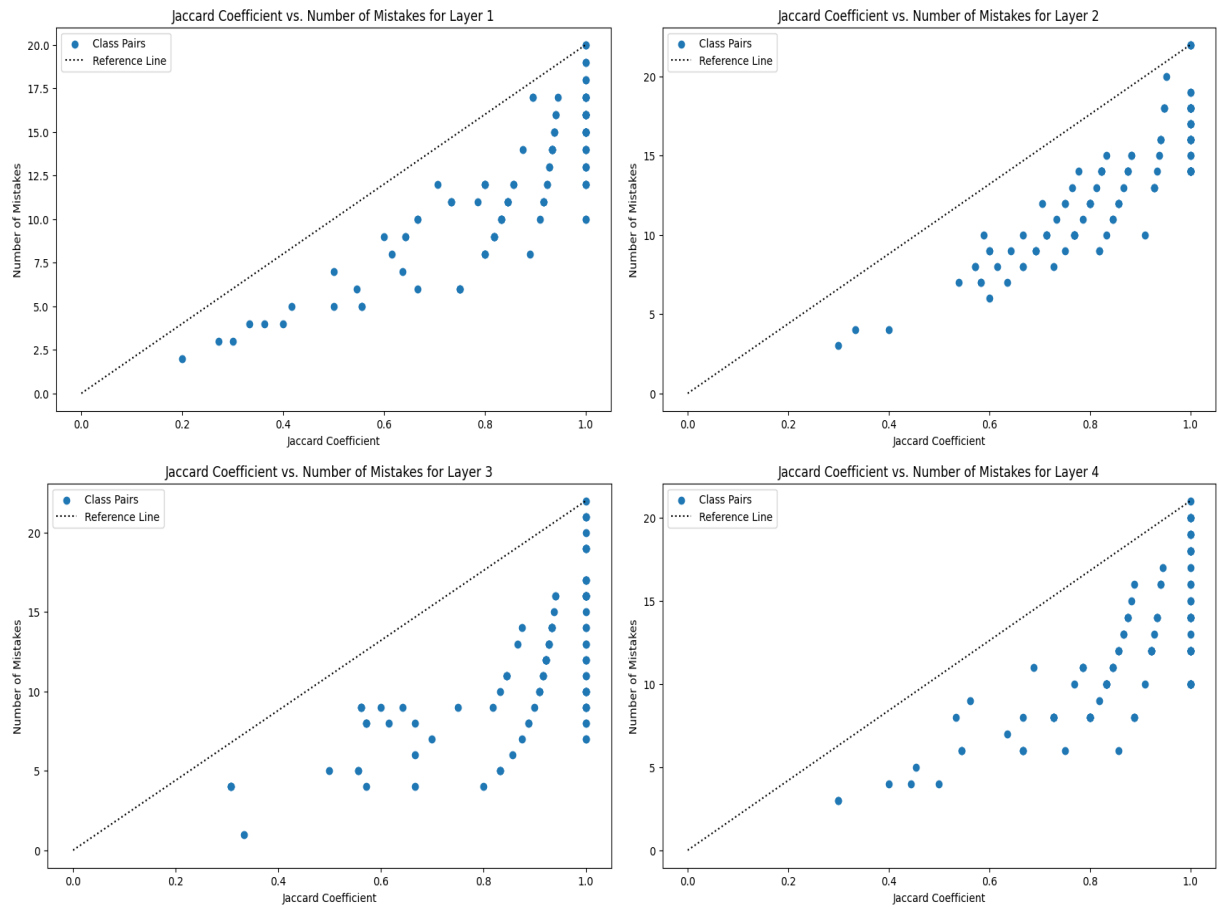 Jaccard Coefficient vs. Number of Mistakes for Layer 1
Class Pairs
Reference Line
20.0
17.5
15.0
12.5
10.0
7.5
5.0
2.5
0.0
Number of Mistakes
0.0 0.2 0.4 0.6 0.8 1.0
Jaccard Coefficient
Jaccard Coefficient vs. Number of Mistakes for Layer 2
Class Pairs
Reference Line
20
15
10
5
0
Number of Mistakes
0.0 0.2 0.4 0.6 0.8 1.0
Jaccard Coefficient
Jaccard Coefficient vs. Number of Mistakes for Layer 3
Class Pairs
Reference Line
20
15
10
5
0
Number of Mistakes
0.0 0.2 0.4 0.6 0.8 1.0
Jaccard Coefficient
Jaccard Coefficient vs. Number of Mistakes for Layer 4
Class Pairs
Reference Line
20
15
10
5
0
Number of Mistakes
0.0 0.2 0.4 0.6 0.8 1.0
Jaccard Coefficient